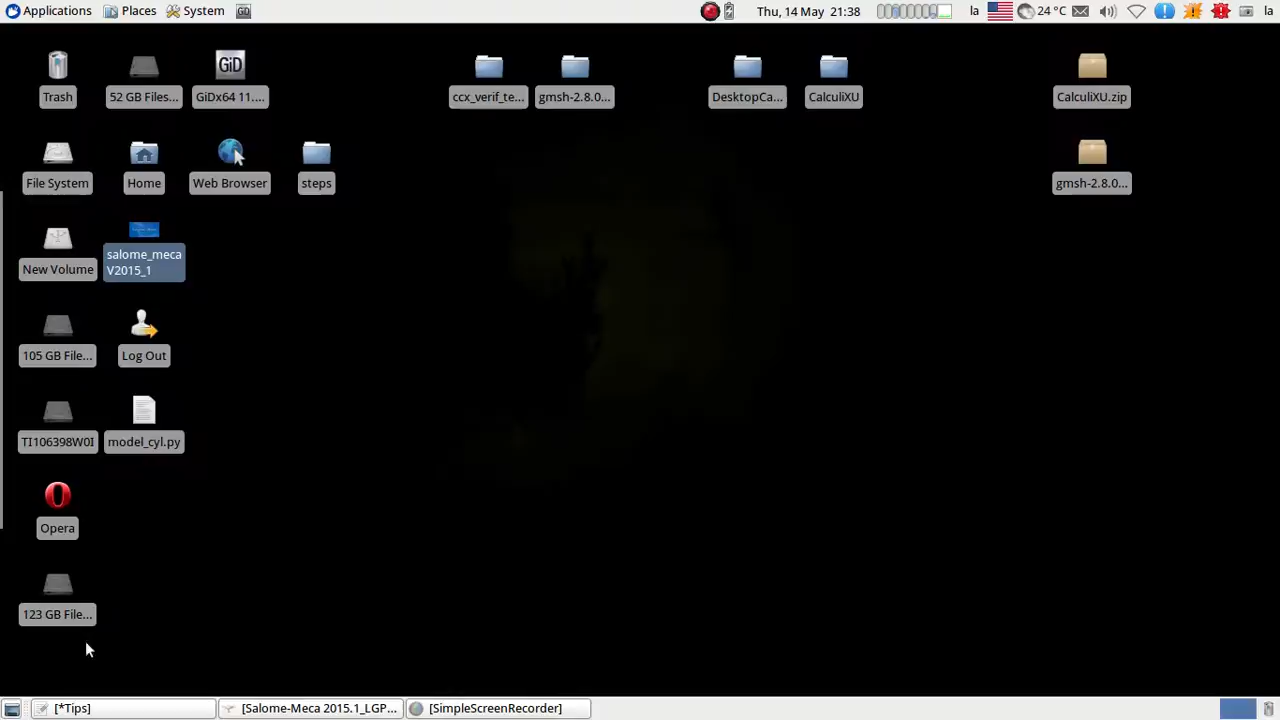 Applications Places System Thu, 14 May 21:38 la 24 °C la
GiD
Trash 52 GB Files... GiDx64 11.... ccx_verif_te... gmsh-2.8.0... DesktopCa... CalculiXU CalculiXU.zip
File System Home Web Browser steps gmsh-2.8.0...
New Volume salome_meca
V2015_1
105 GB File... Log Out
TI106398W0I model_cyl.py
Opera
123 GB File...
[*Tips] [Salome-Meca 2015.1_LGP... [SimpleScreenRecorder]